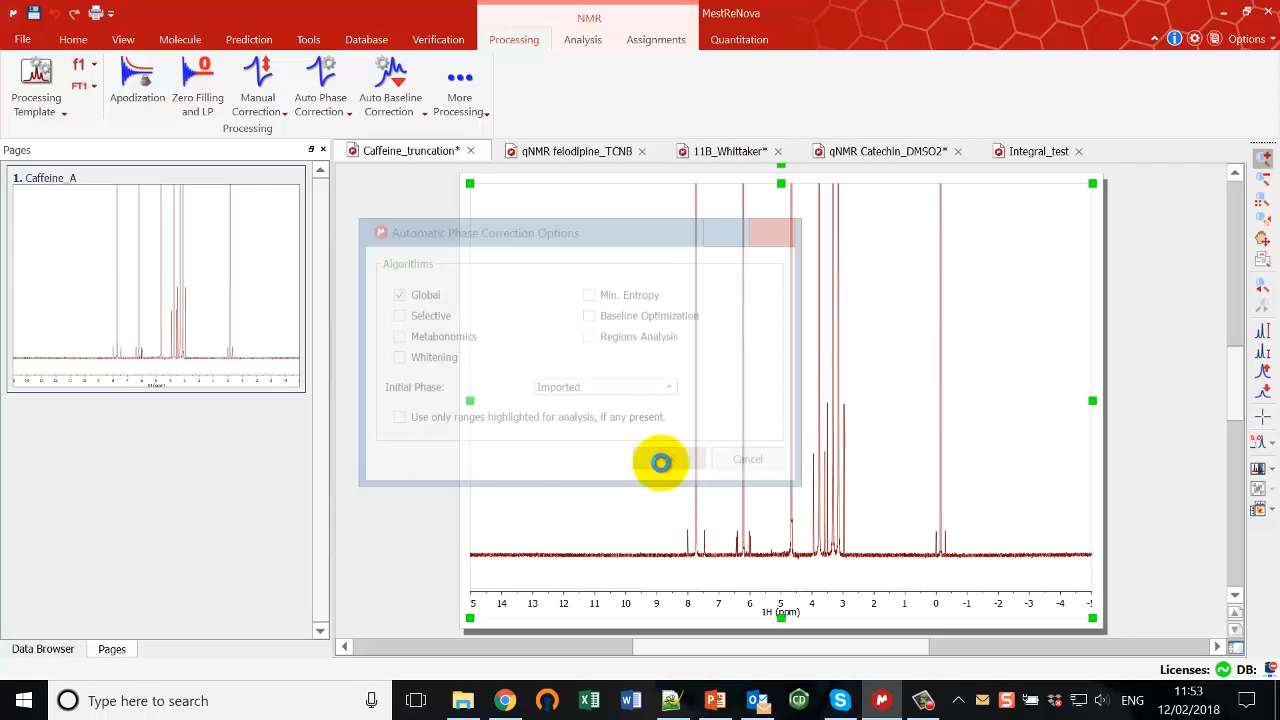 NMR
MestReNova
File Home View Molecule Prediction Tools Database Verification Processing Analysis Assignments Quantitation Options
f1
FT1
Processing Template
Apodization
Zero Filling and LP
Manual Correction
Auto Phase Correction
Auto Baseline Correction
More Processing
Processing
Pages
Caffeine_truncation* qNMR felodipine_TCNB 11B_Whittaker* qNMR Catechin_DMSO2* Integral_test
1. Caffeine_A
Automatic Phase Correction Options
Algorithms
Global Min. Entropy
Selective Baseline Optimization
Metabonomics Regions Analysis
Whitening
Initial Phase: Imported
Use only ranges highlighted for analysis, if any present.
Cancel
5 14 13 12 11 10 9 8 7 6 5 4 3 2 1 0 -1 -2 -3 -4
1H (ppm)
Data Browser Pages
Licenses: DB:
Type here to search
ENG
11:53
12/02/2018